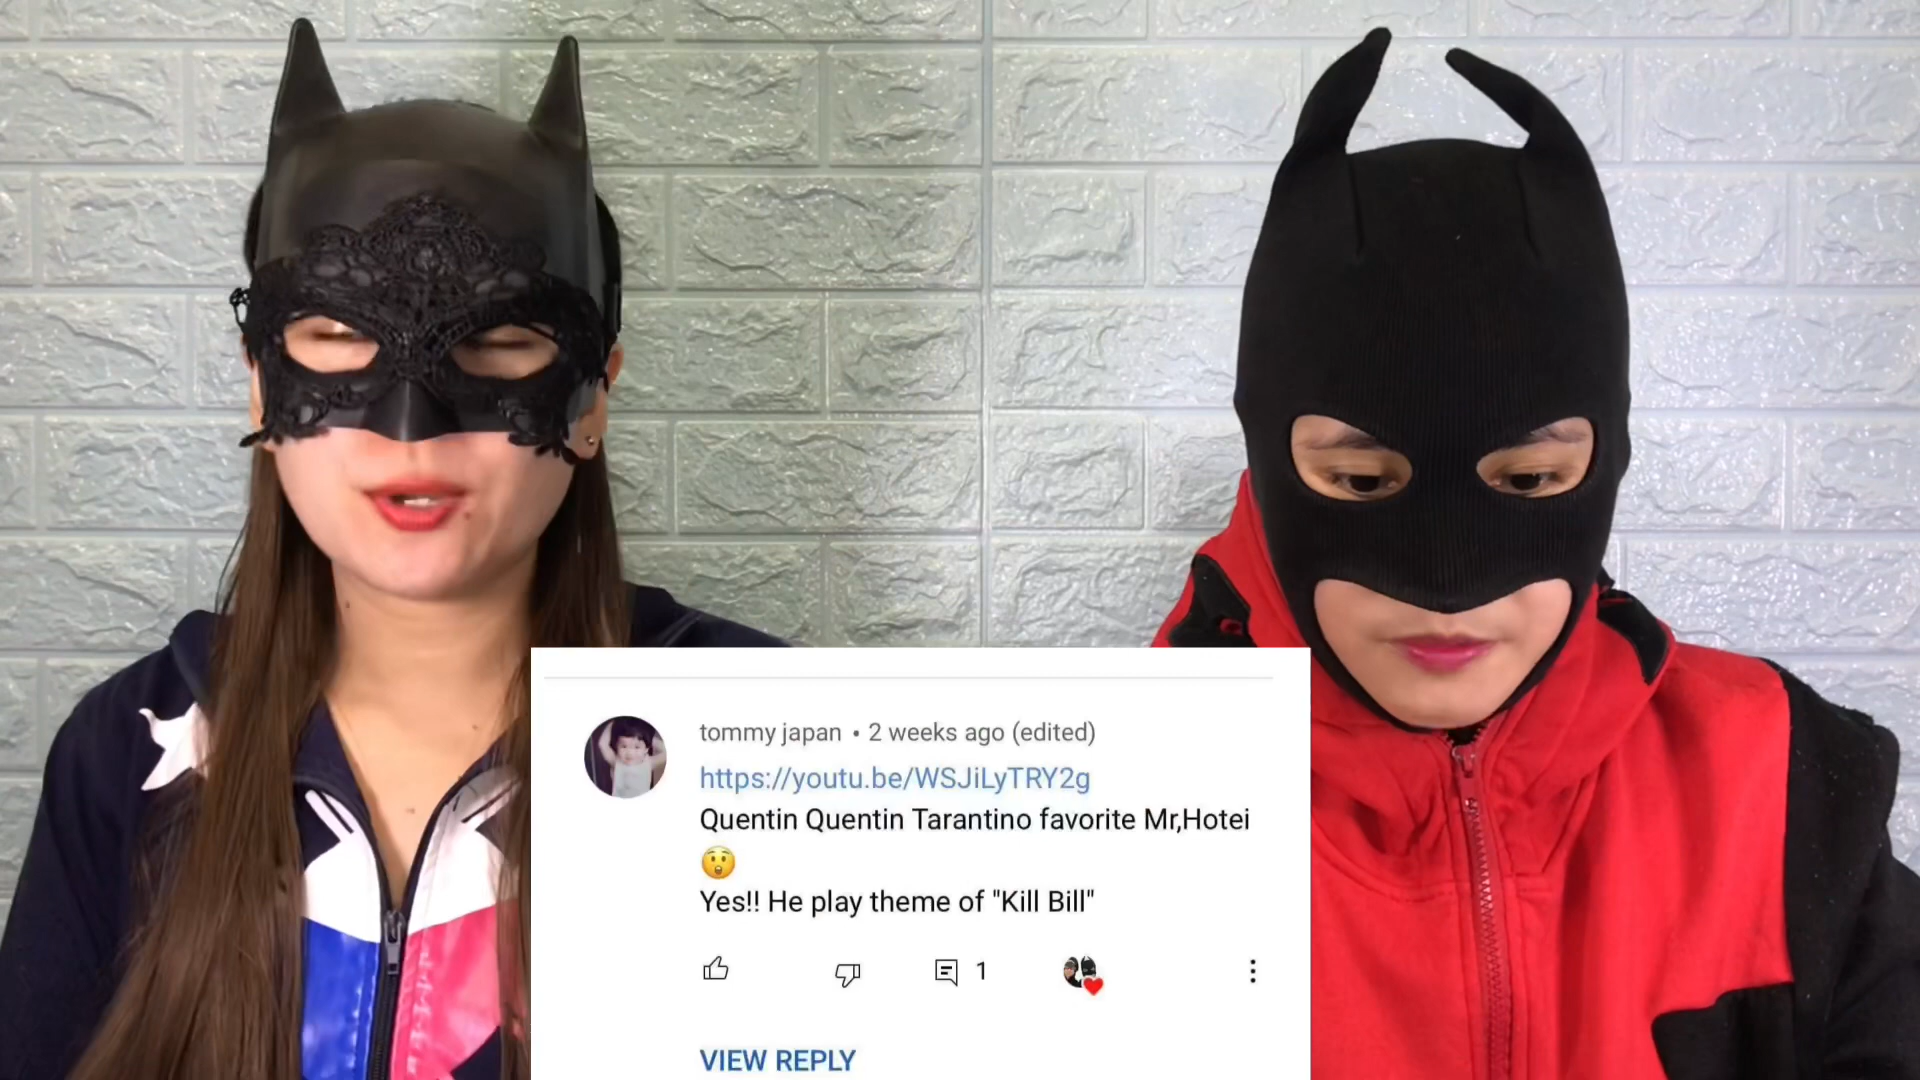 tommy japan • 2 weeks ago (edited)
https://youtu.be/WSJiLyTRY2g
Quentin Quentin Tarantino favorite Mr,Hotei
😲
Yes!! He play theme of "Kill Bill"
1
VIEW REPLY